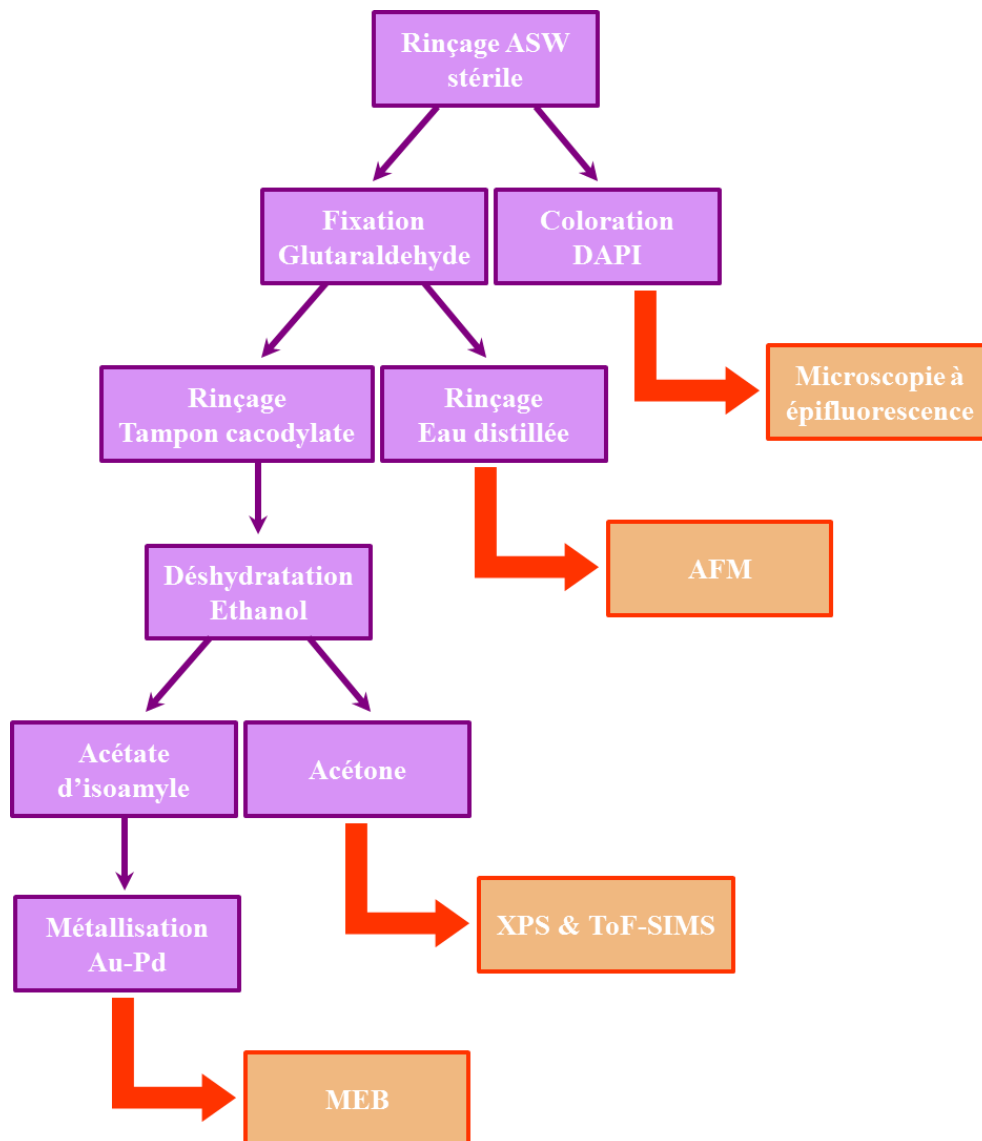 Rinçage ASW
stérile
Fixation
Glutaraldehyde
Coloration
DAPI
Microscopie à
épifluorescence
Rinçage
Tampon cacodylate
Rinçage
Eau distillée
AFM
Déshydratation
Ethanol
Acétate
d’isoamyle
Acétone
XPS & ToF-SIMS
Métallisation
Au-Pd
MEB